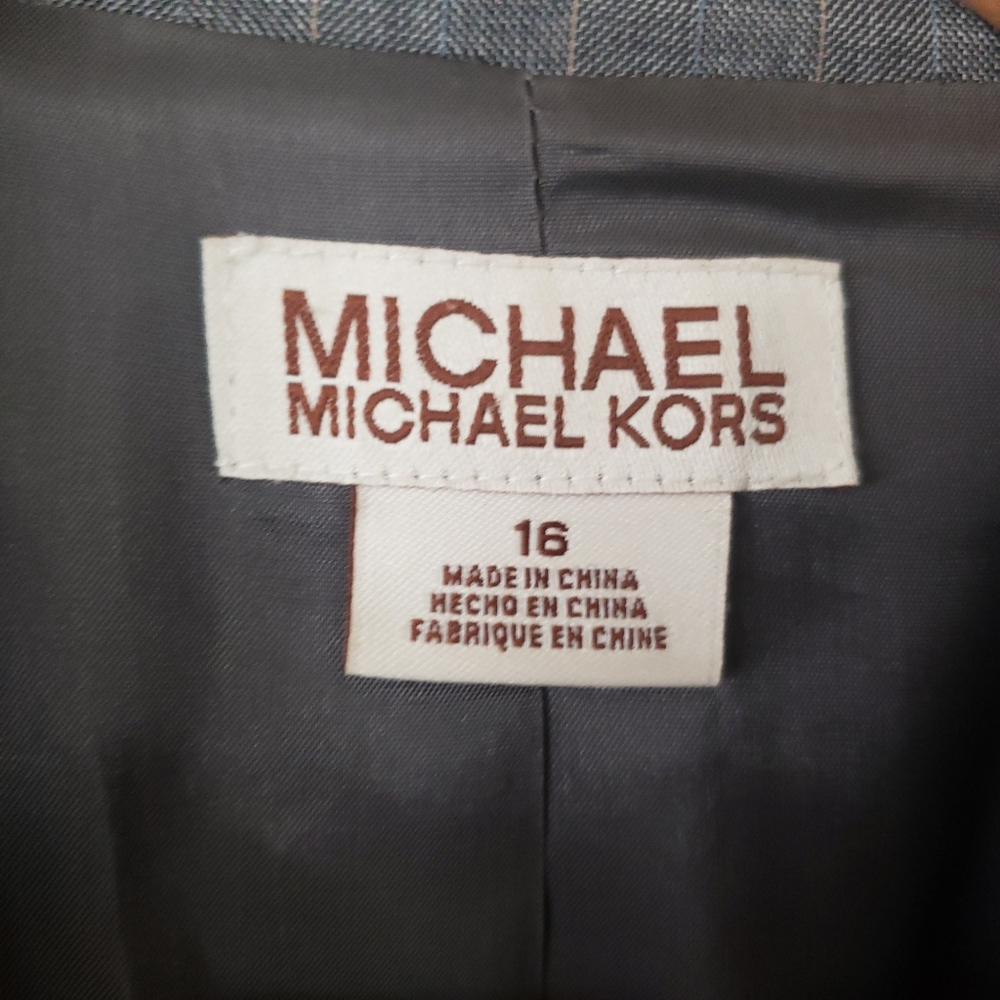 MICHAEL
MICHAEL KORS
16
MADE IN CHINA
HECHO EN CHINA
FABRIQUE EN CHINE